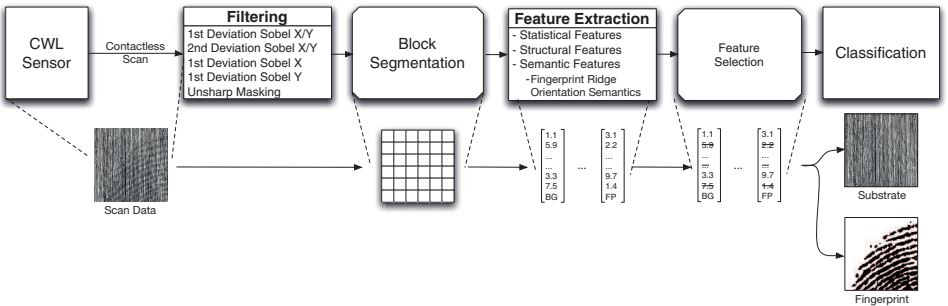 CWL
Sensor
Contactless
Scan
Filtering
1st Deviation Sobel X/Y
2nd Deviation Sobel X/Y
1st Deviation Sobel X
1st Deviation Sobel Y
Unsharp Masking
Block
Segmentation
Feature Extraction
- Statistical Features
- Structural Features
- Semantic Features
-Fingerprint Ridge
Orientation Semantics
Feature
Selection
Classification
Scan Data
1.1
5.9
...
...
3.3
7.5
BG
...
3.1
2.2
...
...
9.7
1.4
FP
1.1
5.9
...
...
3.3
7.5
BG
...
3.1
2.2
...
...
9.7
1.4
FP
Substrate
Fingerprint